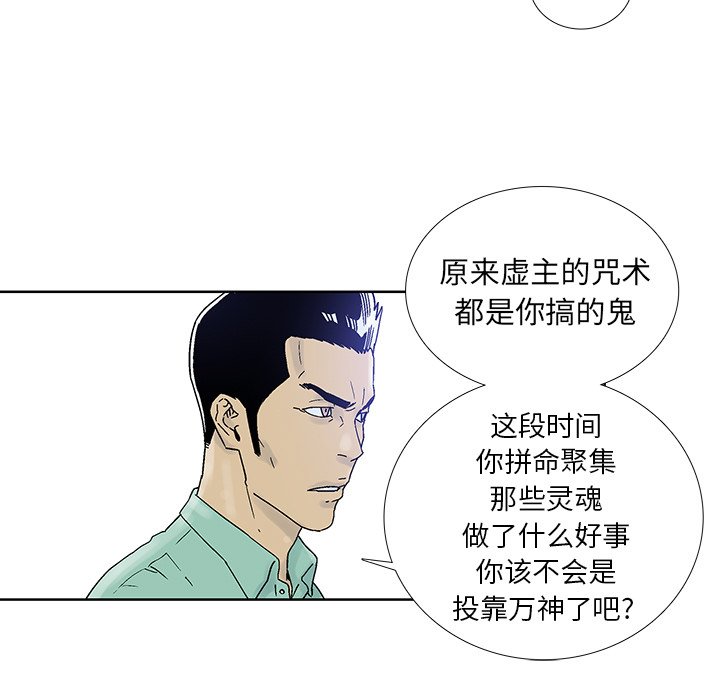 原来虚主的咒术
都是你搞的鬼
这段时间
你拼命聚集
那些灵魂
做了什么好事
你该不会是
投靠万神了吧?